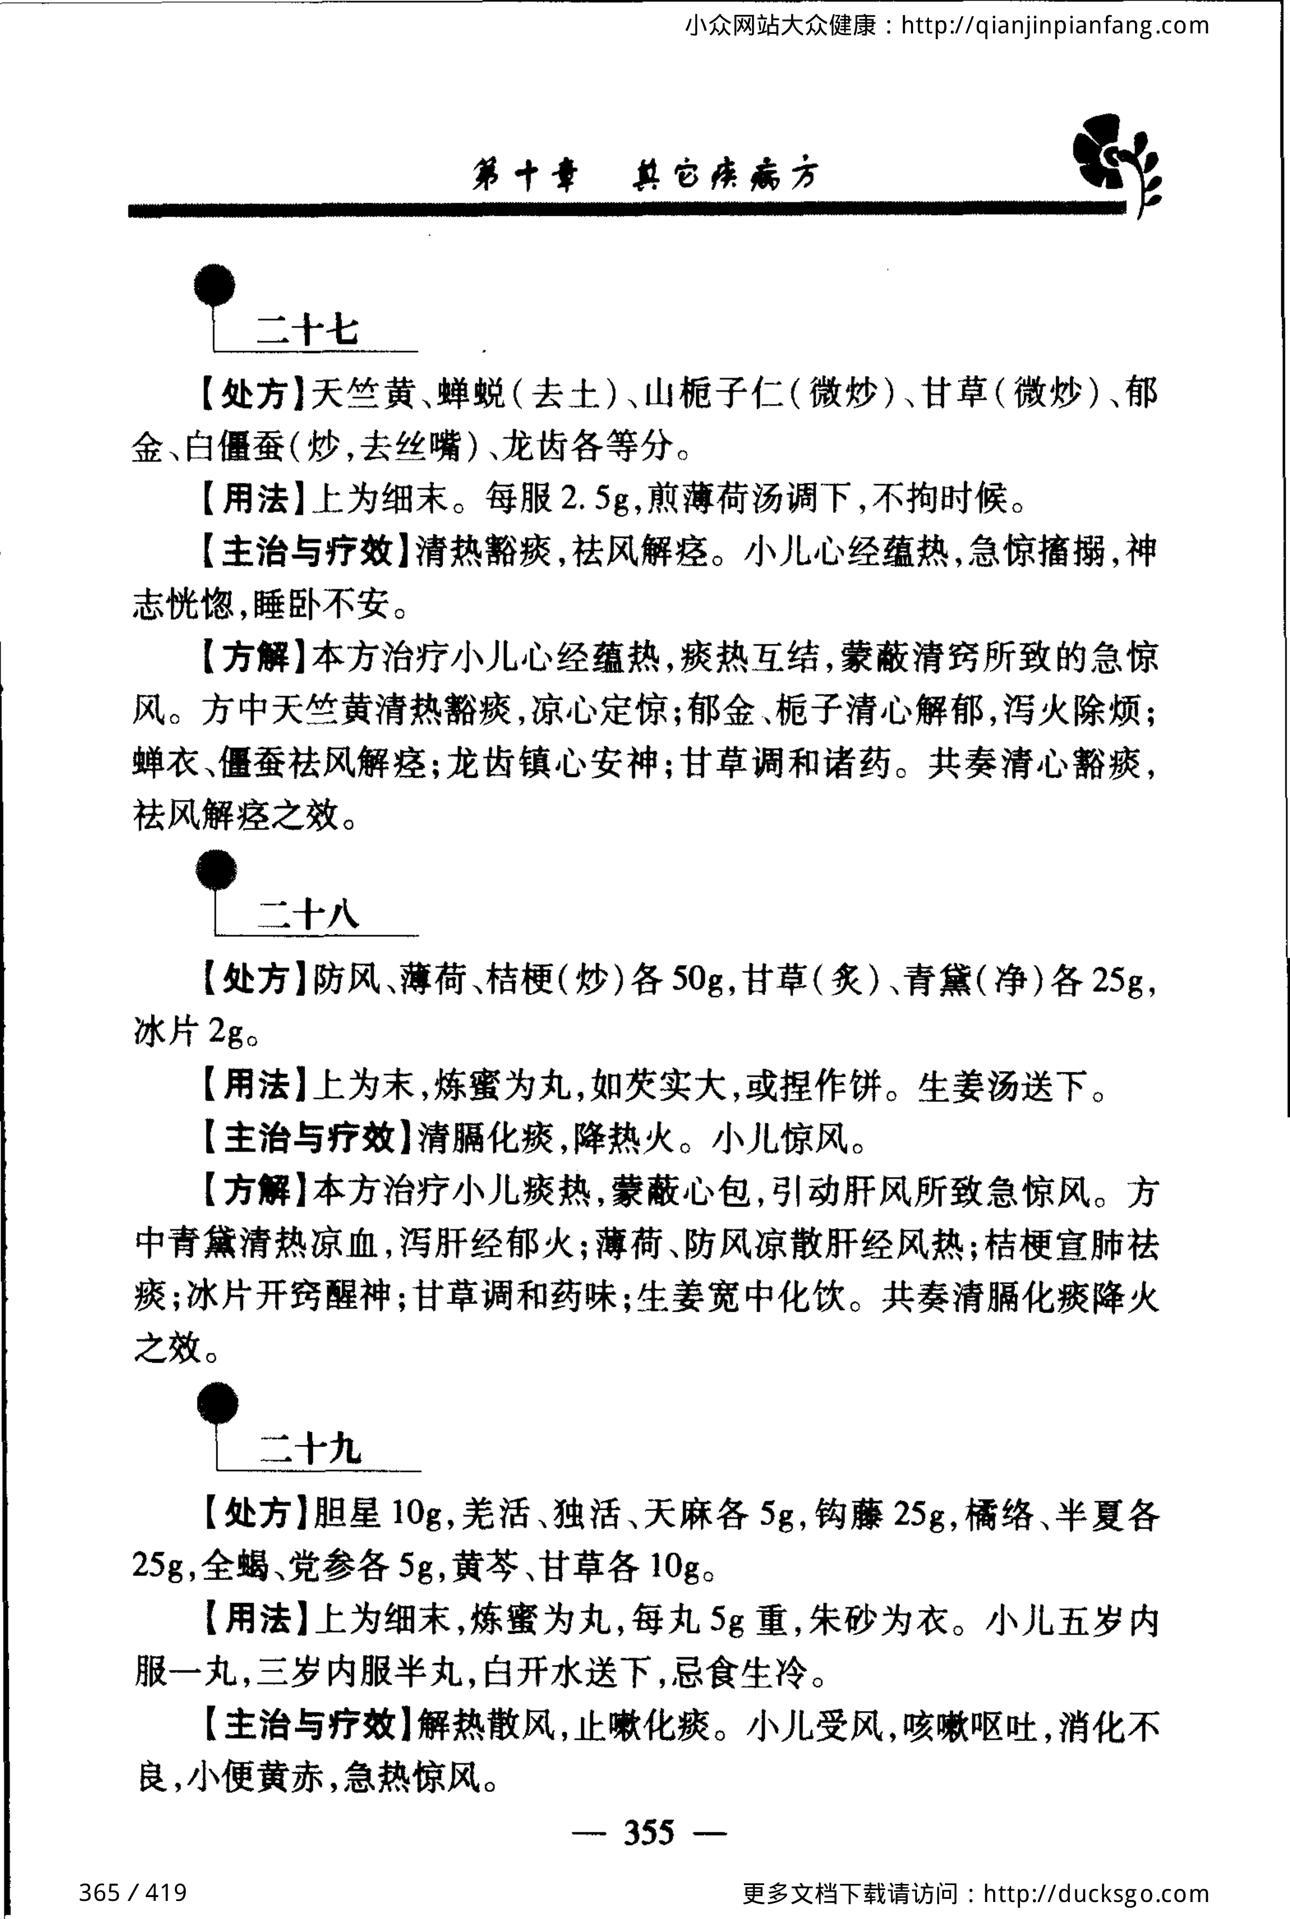 小众网站大众健康：http://qianjinpianfang.com
第十章 其它疾病方
二十七
【处方】天竺黄、蝉蜕(去土)、山栀子仁(微炒)、甘草(微炒)、郁
金、白僵蚕(炒,去丝嘴)、龙齿各等分。
【用法】上为细末。每服2.5g,煎薄荷汤调下,不拘时候。
【主治与疗效】清热豁痰,祛风解痉。小儿心经蕴热,急惊搐搦,神
志恍惚,睡卧不安。
【方解】本方治疗小儿心经蕴热,痰热互结,蒙蔽清窍所致的急惊
风。方中天竺黄清热豁痰,凉心定惊;郁金、栀子清心解郁,泻火除烦;
蝉衣、僵蚕祛风解痉;龙齿镇心安神;甘草调和诸药。共奏清心豁痰,
祛风解痉之效。
二十八
【处方】防风、薄荷、桔梗(炒)各50g,甘草(炙)、青黛(净)各25g,
冰片2g。
【用法】上为末,炼蜜为丸,如芡实大,或捏作饼。生姜汤送下。
【主治与疗效】清膈化痰,降热火。小儿惊风。
【方解】本方治疗小儿痰热,蒙蔽心包,引动肝风所致急惊风。方
中青黛清热凉血,泻肝经郁火;薄荷、防风凉散肝经风热;桔梗宣肺祛
痰;冰片开窍醒神;甘草调和药味;生姜宽中化饮。共奏清膈化痰降火
之效。
二十九
【处方】胆星10g,羌活、独活、天麻各5g,钩藤25g,橘络、半夏各
25g,全蝎、党参各5g,黄芩、甘草各10g。
【用法】上为细末,炼蜜为丸,每丸5g重,朱砂为衣。小儿五岁内
服一丸,三岁内服半丸,白开水送下,忌食生冷。
【主治与疗效】解热散风,止嗽化痰。小儿受风,咳嗽呕吐,消化不
良,小便黄赤,急热惊风。
— 355 —
365 / 419
更多文档下载请访问：http://ducksgo.com